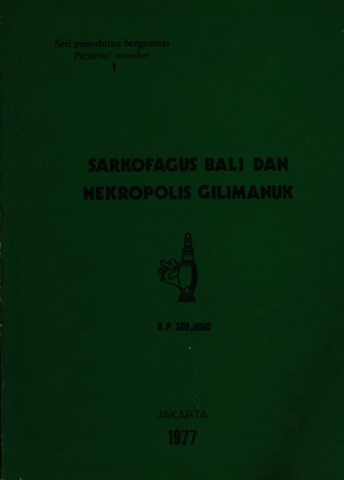 Seri penerbitan bergambar
Pictorial number
1
SARKOFAGUS BALI DAN
NEKROPOLIS GILIMANUK
R.P. SOEJONO
JAKARTA
1977